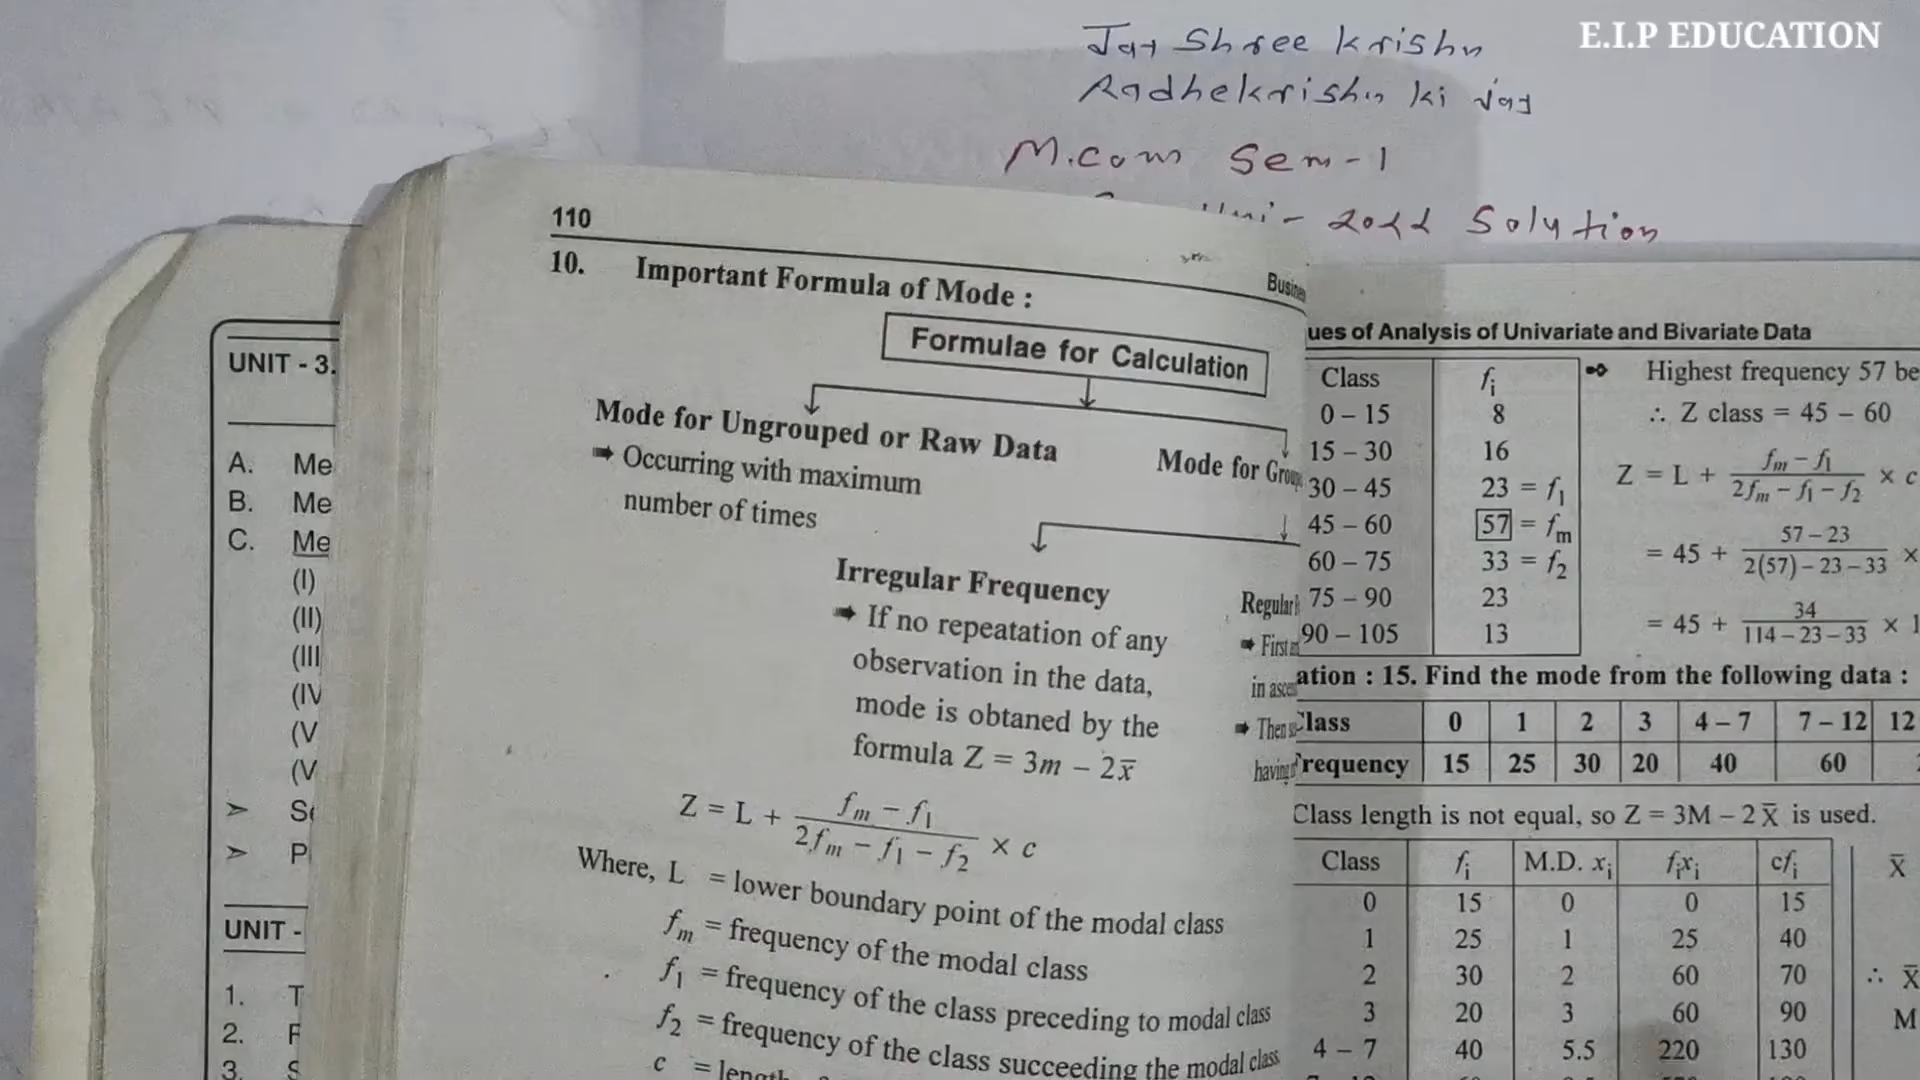 E.I.P EDUCATION
Jay Shree Krishn
Radhekrishn ki Jay
M.com Sem-1
Uni- 2022 Solution
110
10. Important Formula of Mode :
Formulae for Calculation
Mode for Ungrouped or Raw Data
➡ Occurring with maximum
number of times
Mode for
Irregular Frequency
➡ If no repeatation of any
observation in the data,
mode is obtaned by the
formula Z = 3m – 2x̄
Regular
➡ First
in
➡ Then
having
Z = L + (fm – f1)/(2fm – f1 – f2) × c
Where, L = lower boundary point of the modal class
fm = frequency of the modal class
f1 = frequency of the class preceding to modal class
f2 = frequency of the class succeeding the modal class
c =
UNIT - 3.
A. Me
B. Me
C. Me
(I)
(II)
(III
(IV
(V
(V
UNIT -
1. T
2.
3. S
ues of Analysis of Univariate and Bivariate Data
Class fi
0 – 15 8
15 – 30 16
30 – 45 23 = f1
45 – 60 57 = fm
60 – 75 33 = f2
75 – 90 23
90 – 105 13
Highest frequency 57 be
∴ Z class = 45 – 60
Z = L + (fm – f1)/(2fm – f1 – f2) × c
= 45 + (57 – 23)/(2(57) – 23 – 33) ×
= 45 + 34/(114 – 23 – 33) × 1
ation : 15. Find the mode from the following data :
Class 0 1 2 3 4 – 7 7 – 12 12
Frequency 15 25 30 20 40 60
Class length is not equal, so Z = 3M – 2X̄ is used.
Class fi M.D. xi fixi cfi X̄
0 15 0 0 15
1 25 1 25 40
2 30 2 60 70 ∴ X̄
3 20 3 60 90 M
4 – 7 40 5.5 220 130